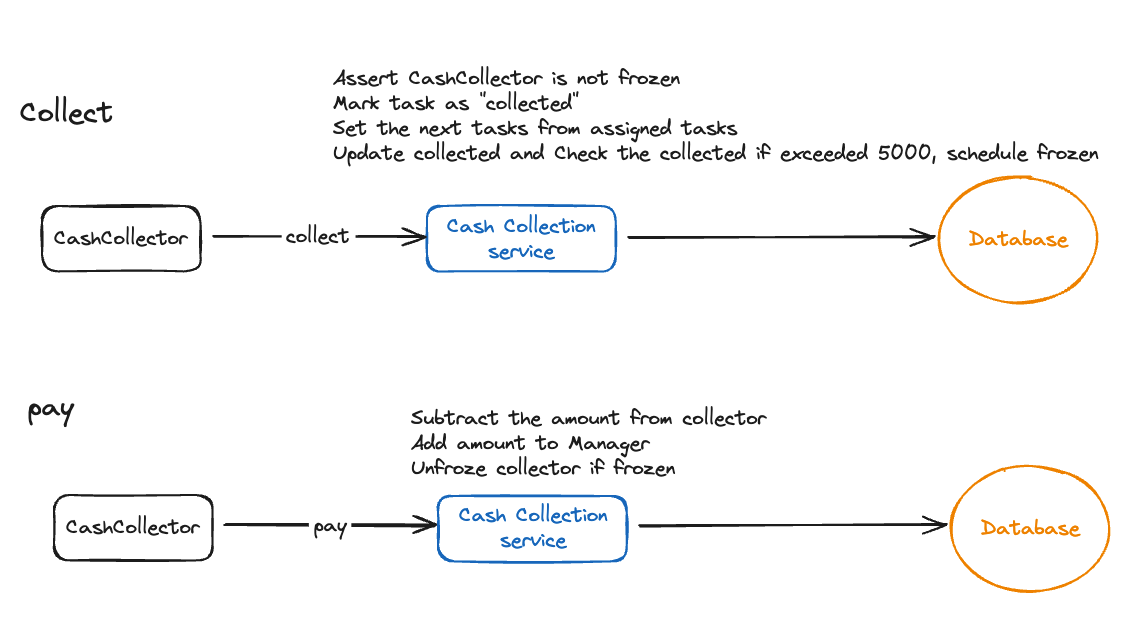 Collect
Assert CashCollector is not frozen
Mark task as "collected"
Set the next tasks from assigned tasks
Update collected and Check the collected if exceeded 5000, schedule frozen
CashCollector
collect
Cash Collection
service
Database
pay
Subtract the amount from collector
Add amount to Manager
Unfroze collector if frozen
CashCollector
pay
Cash Collection
service
Database